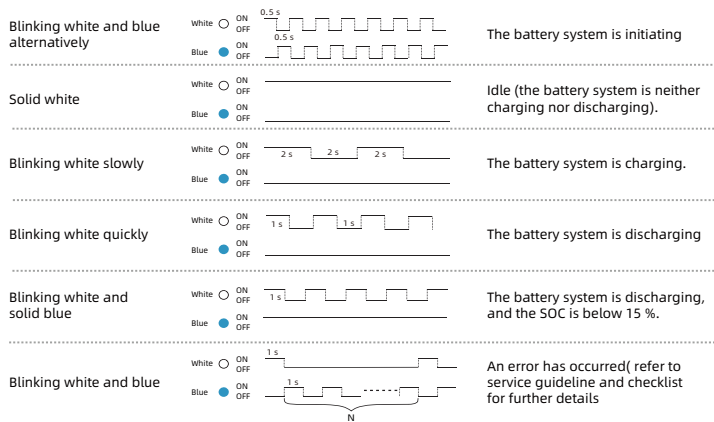 Blinking white and blue
alternatively
White ON
OFF
0.5 s
Blue ON
OFF
0.5 s
The battery system is initiating
Solid white
White ON
OFF
Blue ON
OFF
Idle (the battery system is neither
charging nor discharging).
Blinking white slowly
White ON
OFF
2 s 2 s 2 s
Blue ON
OFF
The battery system is charging.
Blinking white quickly
White ON
OFF
1 s 1 s
Blue ON
OFF
The battery system is discharging
Blinking white and
solid blue
White ON
OFF
1 s
Blue ON
OFF
The battery system is discharging,
and the SOC is below 15 %.
Blinking white and blue
White ON
OFF
1 s
Blue ON
OFF
1 s
N
An error has occurred( refer to
service guideline and checklist
for further details